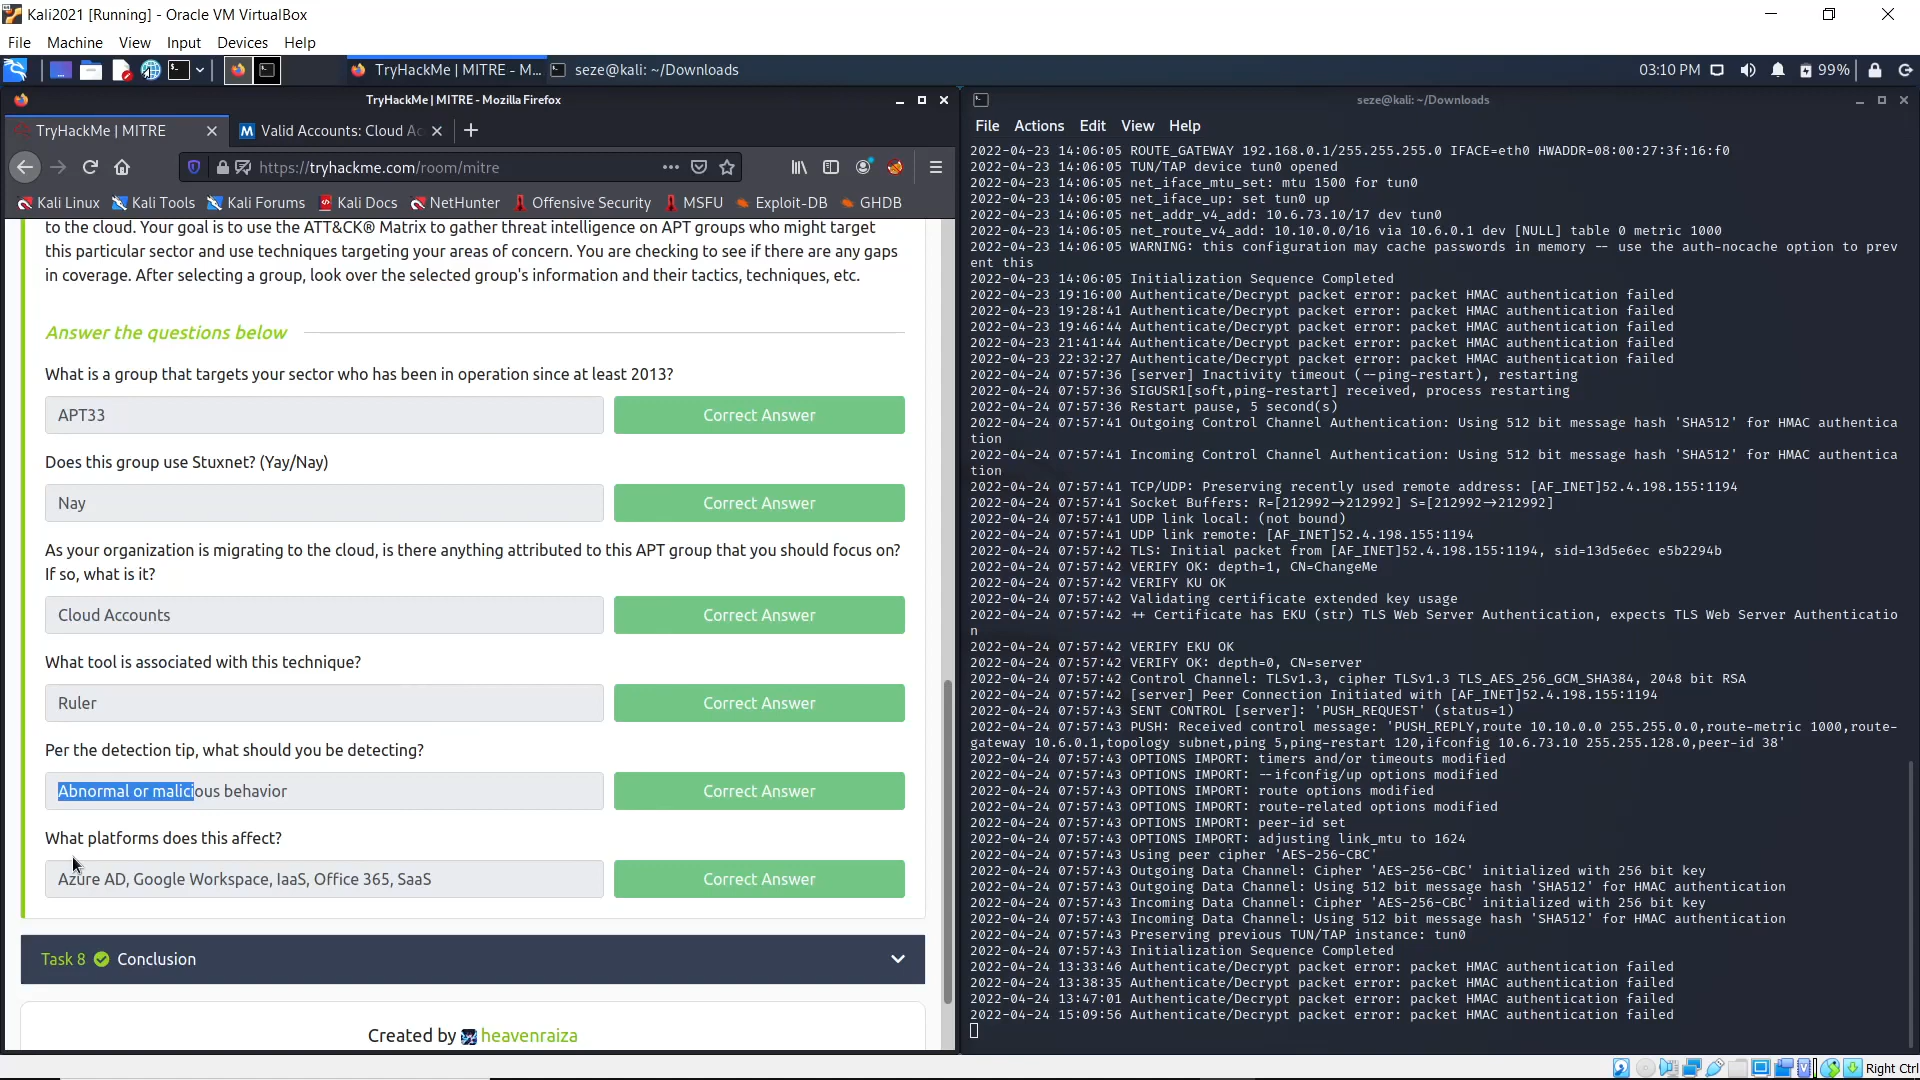 Kali2021 [Running] - Oracle VM VirtualBox
File Machine View Input Devices Help
TryHackMe | MITRE - M...
seze@kali: ~/Downloads
03:10 PM
99%
TryHackMe | MITRE - Mozilla Firefox
TryHackMe | MITRE
Valid Accounts: Cloud Ac
https://tryhackme.com/room/mitre
Kali Linux Kali Tools Kali Forums Kali Docs NetHunter Offensive Security MSFU Exploit-DB GHDB
to the cloud. Your goal is to use the ATT&CK® Matrix to gather threat intelligence on APT groups who might target
this particular sector and use techniques targeting your areas of concern. You are checking to see if there are any gaps
in coverage. After selecting a group, look over the selected group's information and their tactics, techniques, etc.
Answer the questions below
What is a group that targets your sector who has been in operation since at least 2013?
APT33
Correct Answer
Does this group use Stuxnet? (Yay/Nay)
Nay
Correct Answer
As your organization is migrating to the cloud, is there anything attributed to this APT group that you should focus on?
If so, what is it?
Cloud Accounts
Correct Answer
What tool is associated with this technique?
Ruler
Correct Answer
Per the detection tip, what should you be detecting?
Abnormal or malicious behavior
Correct Answer
What platforms does this affect?
Azure AD, Google Workspace, IaaS, Office 365, SaaS
Correct Answer
Task 8 Conclusion
Created by heavenraiza
seze@kali: ~/Downloads
File Actions Edit View Help
2022-04-23 14:06:05 ROUTE_GATEWAY 192.168.0.1/255.255.255.0 IFACE=eth0 HWADDR=08:00:27:3f:16:f0
2022-04-23 14:06:05 TUN/TAP device tun0 opened
2022-04-23 14:06:05 net_iface_mtu_set: mtu 1500 for tun0
2022-04-23 14:06:05 net_iface_up: set tun0 up
2022-04-23 14:06:05 net_addr_v4_add: 10.6.73.10/17 dev tun0
2022-04-23 14:06:05 net_route_v4_add: 10.10.0.0/16 via 10.6.0.1 dev [NULL] table 0 metric 1000
2022-04-23 14:06:05 WARNING: this configuration may cache passwords in memory -- use the auth-nocache option to prev
ent this
2022-04-23 14:06:05 Initialization Sequence Completed
2022-04-23 19:16:00 Authenticate/Decrypt packet error: packet HMAC authentication failed
2022-04-23 19:28:41 Authenticate/Decrypt packet error: packet HMAC authentication failed
2022-04-23 19:46:44 Authenticate/Decrypt packet error: packet HMAC authentication failed
2022-04-23 21:41:44 Authenticate/Decrypt packet error: packet HMAC authentication failed
2022-04-23 22:32:27 Authenticate/Decrypt packet error: packet HMAC authentication failed
2022-04-24 07:57:36 [server] Inactivity timeout (--ping-restart), restarting
2022-04-24 07:57:36 SIGUSR1[soft,ping-restart] received, process restarting
2022-04-24 07:57:36 Restart pause, 5 second(s)
2022-04-24 07:57:41 Outgoing Control Channel Authentication: Using 512 bit message hash 'SHA512' for HMAC authentica
tion
2022-04-24 07:57:41 Incoming Control Channel Authentication: Using 512 bit message hash 'SHA512' for HMAC authentica
tion
2022-04-24 07:57:41 TCP/UDP: Preserving recently used remote address: [AF_INET]52.4.198.155:1194
2022-04-24 07:57:41 Socket Buffers: R=[212992→212992] S=[212992→212992]
2022-04-24 07:57:41 UDP link local: (not bound)
2022-04-24 07:57:41 UDP link remote: [AF_INET]52.4.198.155:1194
2022-04-24 07:57:42 TLS: Initial packet from [AF_INET]52.4.198.155:1194, sid=13d5e6ec e5b2294b
2022-04-24 07:57:42 VERIFY OK: depth=1, CN=ChangeMe
2022-04-24 07:57:42 VERIFY KU OK
2022-04-24 07:57:42 Validating certificate extended key usage
2022-04-24 07:57:42 ++ Certificate has EKU (str) TLS Web Server Authentication, expects TLS Web Server Authenticatio
n
2022-04-24 07:57:42 VERIFY EKU OK
2022-04-24 07:57:42 VERIFY OK: depth=0, CN=server
2022-04-24 07:57:42 Control Channel: TLSv1.3, cipher TLSv1.3 TLS_AES_256_GCM_SHA384, 2048 bit RSA
2022-04-24 07:57:42 [server] Peer Connection Initiated with [AF_INET]52.4.198.155:1194
2022-04-24 07:57:43 SENT CONTROL [server]: 'PUSH_REQUEST' (status=1)
2022-04-24 07:57:43 PUSH: Received control message: 'PUSH_REPLY,route 10.10.0.0 255.255.0.0,route-metric 1000,route-
gateway 10.6.0.1,topology subnet,ping 5,ping-restart 120,ifconfig 10.6.73.10 255.255.128.0,peer-id 38'
2022-04-24 07:57:43 OPTIONS IMPORT: timers and/or timeouts modified
2022-04-24 07:57:43 OPTIONS IMPORT: --ifconfig/up options modified
2022-04-24 07:57:43 OPTIONS IMPORT: route options modified
2022-04-24 07:57:43 OPTIONS IMPORT: route-related options modified
2022-04-24 07:57:43 OPTIONS IMPORT: peer-id set
2022-04-24 07:57:43 OPTIONS IMPORT: adjusting link_mtu to 1624
2022-04-24 07:57:43 Using peer cipher 'AES-256-CBC'
2022-04-24 07:57:43 Outgoing Data Channel: Cipher 'AES-256-CBC' initialized with 256 bit key
2022-04-24 07:57:43 Outgoing Data Channel: Using 512 bit message hash 'SHA512' for HMAC authentication
2022-04-24 07:57:43 Incoming Data Channel: Cipher 'AES-256-CBC' initialized with 256 bit key
2022-04-24 07:57:43 Incoming Data Channel: Using 512 bit message hash 'SHA512' for HMAC authentication
2022-04-24 07:57:43 Preserving previous TUN/TAP instance: tun0
2022-04-24 07:57:43 Initialization Sequence Completed
2022-04-24 13:33:46 Authenticate/Decrypt packet error: packet HMAC authentication failed
2022-04-24 13:38:35 Authenticate/Decrypt packet error: packet HMAC authentication failed
2022-04-24 13:47:01 Authenticate/Decrypt packet error: packet HMAC authentication failed
2022-04-24 15:09:56 Authenticate/Decrypt packet error: packet HMAC authentication failed
Right Ctrl